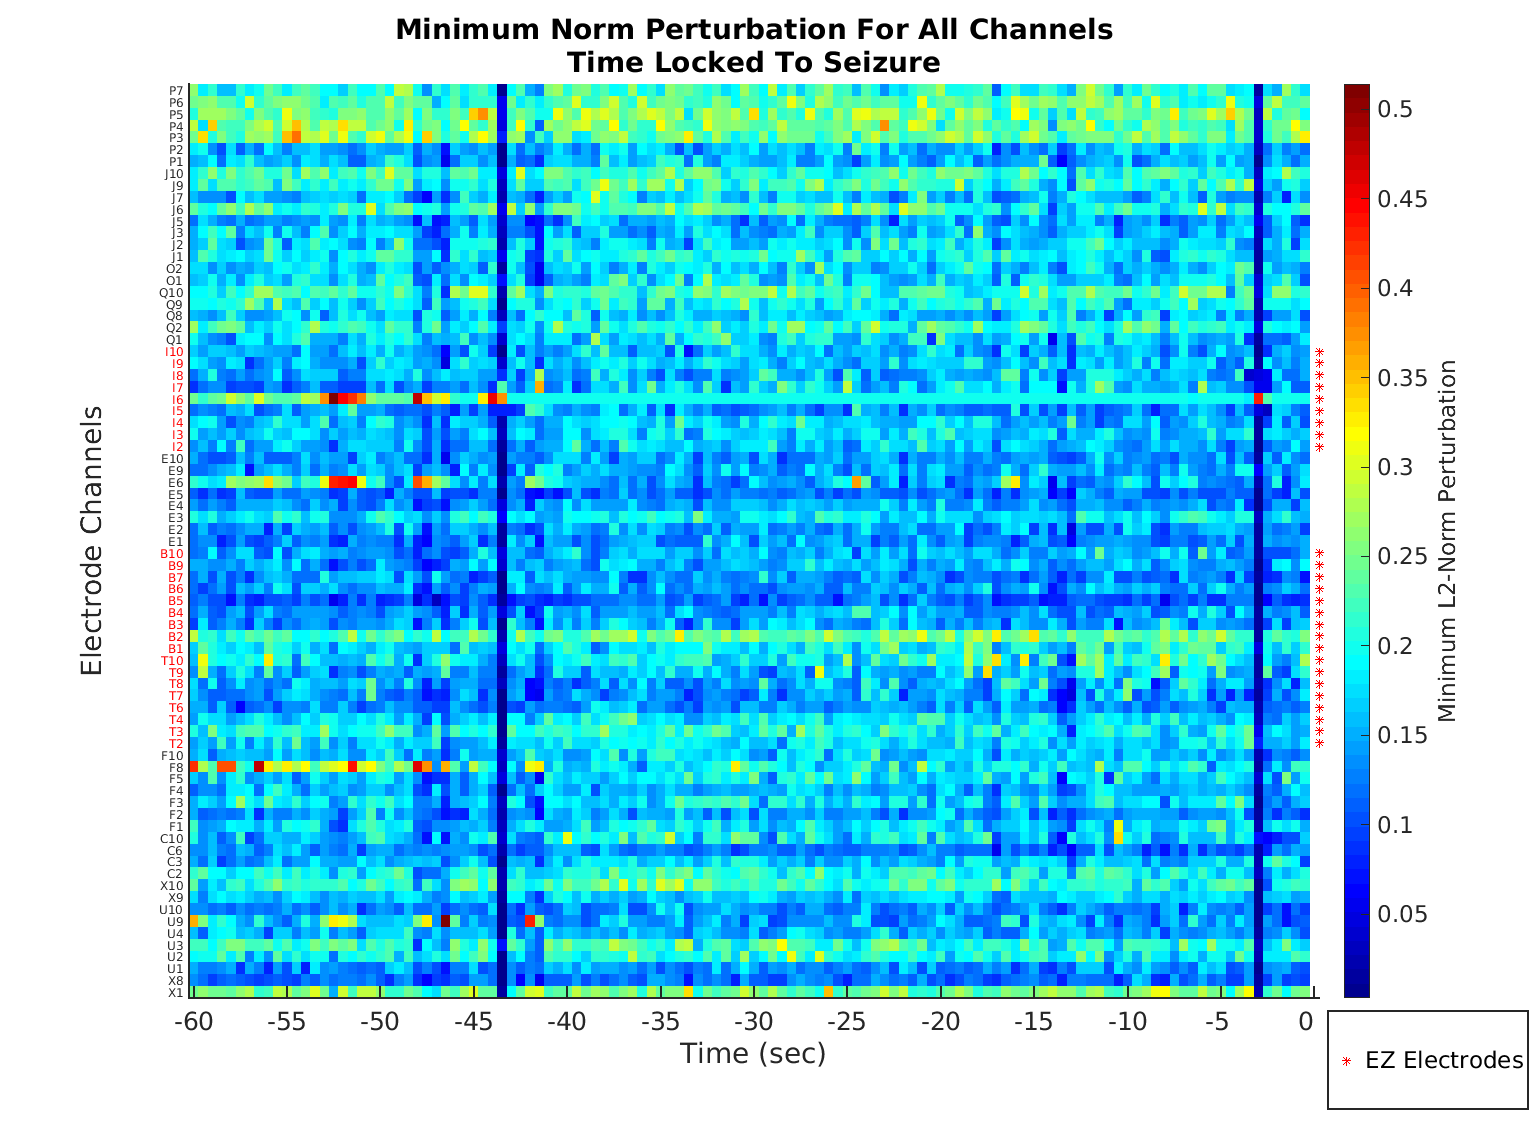 Minimum Norm Perturbation For All Channels
Time Locked To Seizure
Electrode Channels
P7
P6
P5
P4
P3
P2
P1
J10
J9
J7
J6
J5
J3
J2
J1
O2
O1
Q10
Q9
Q8
Q2
Q1
I10
I9
I8
I7
I6
I5
I4
I3
I2
E10
E9
E6
E5
E4
E3
E2
E1
B10
B9
B7
B6
B5
B4
B3
B2
B1
T10
T9
T8
T7
T6
T4
T3
T2
F10
F8
F5
F4
F3
F2
F1
C10
C6
C3
C2
X10
X9
U10
U9
U4
U3
U2
U1
X8
X1
-60 -55 -50 -45 -40 -35 -30 -25 -20 -15 -10 -5 0
Time (sec)
0.5
0.45
0.4
0.35
0.3
0.25
0.2
0.15
0.1
0.05
Minimum L2-Norm Perturbation
EZ Electrodes